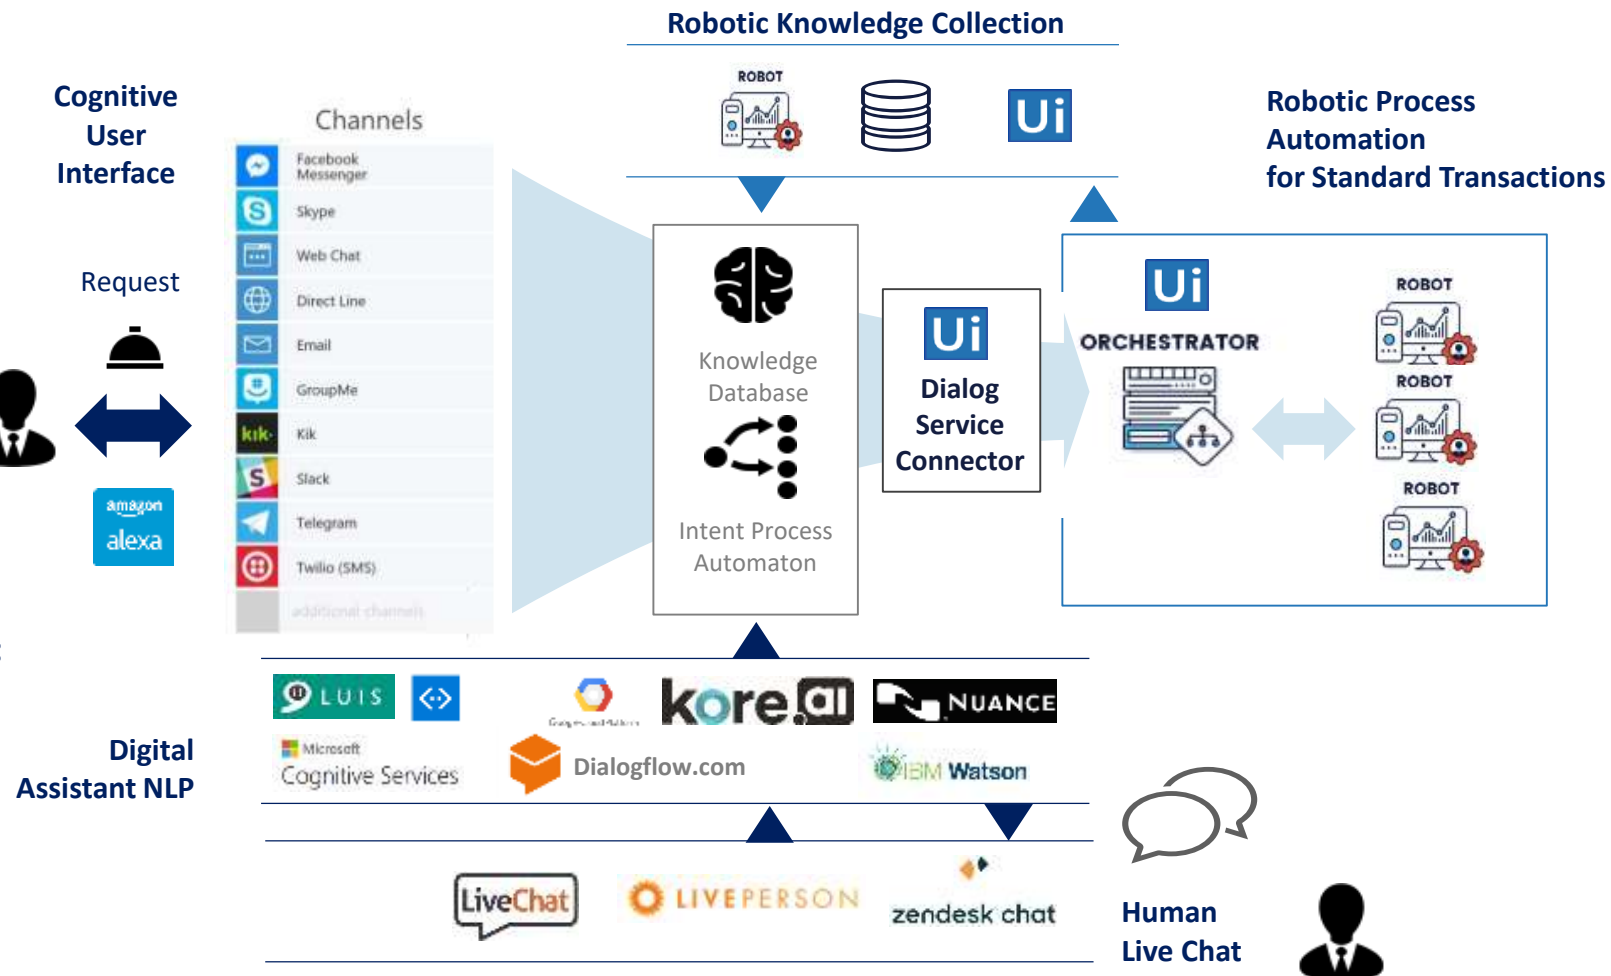 Robotic Knowledge Collection
Cognitive
User
Interface
Channels
Facebook
Messenger
Skype
Web Chat
Direct Line
Email
GroupMe
kik
Kik
S
Slack
Telegram
Twilio (SMS)
additional channels
Request
amazon
alexa
ROBOT
Ui
Robotic Process
Automation
for Standard Transactions
Knowledge
Database
Intent Process
Automaton
Ui
Dialog
Service
Connector
Ui
ORCHESTRATOR
ROBOT
ROBOT
ROBOT
Digital
Assistant NLP
LUIS
kore.ai
NUANCE
Microsoft
Cognitive Services
Dialogflow.com
IBM Watson
LiveChat
LIVEPERSON
zendesk chat
Human
Live Chat